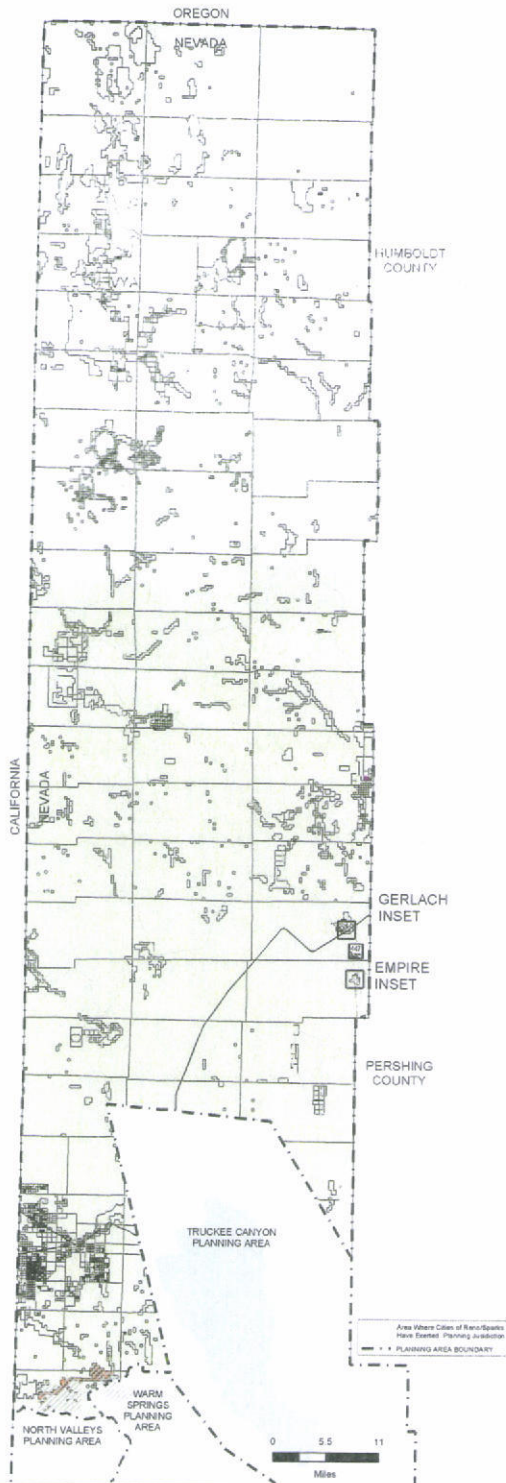 OREGON
NEVADA
HUMBOLDT
COUNTY
CALIFORNIA
NEVADA
GERLACH
INSET
447
EMPIRE
INSET
PERSHING
COUNTY
TRUCKEE CANYON
PLANNING AREA
Area Where Cities of Reno/Sparks
Have Exerted Planning Jurisdiction
PLANNING AREA BOUNDARY
WARM
SPRINGS
PLANNING
AREA
NORTH VALLEYS
PLANNING AREA
0 5.5 11
Miles